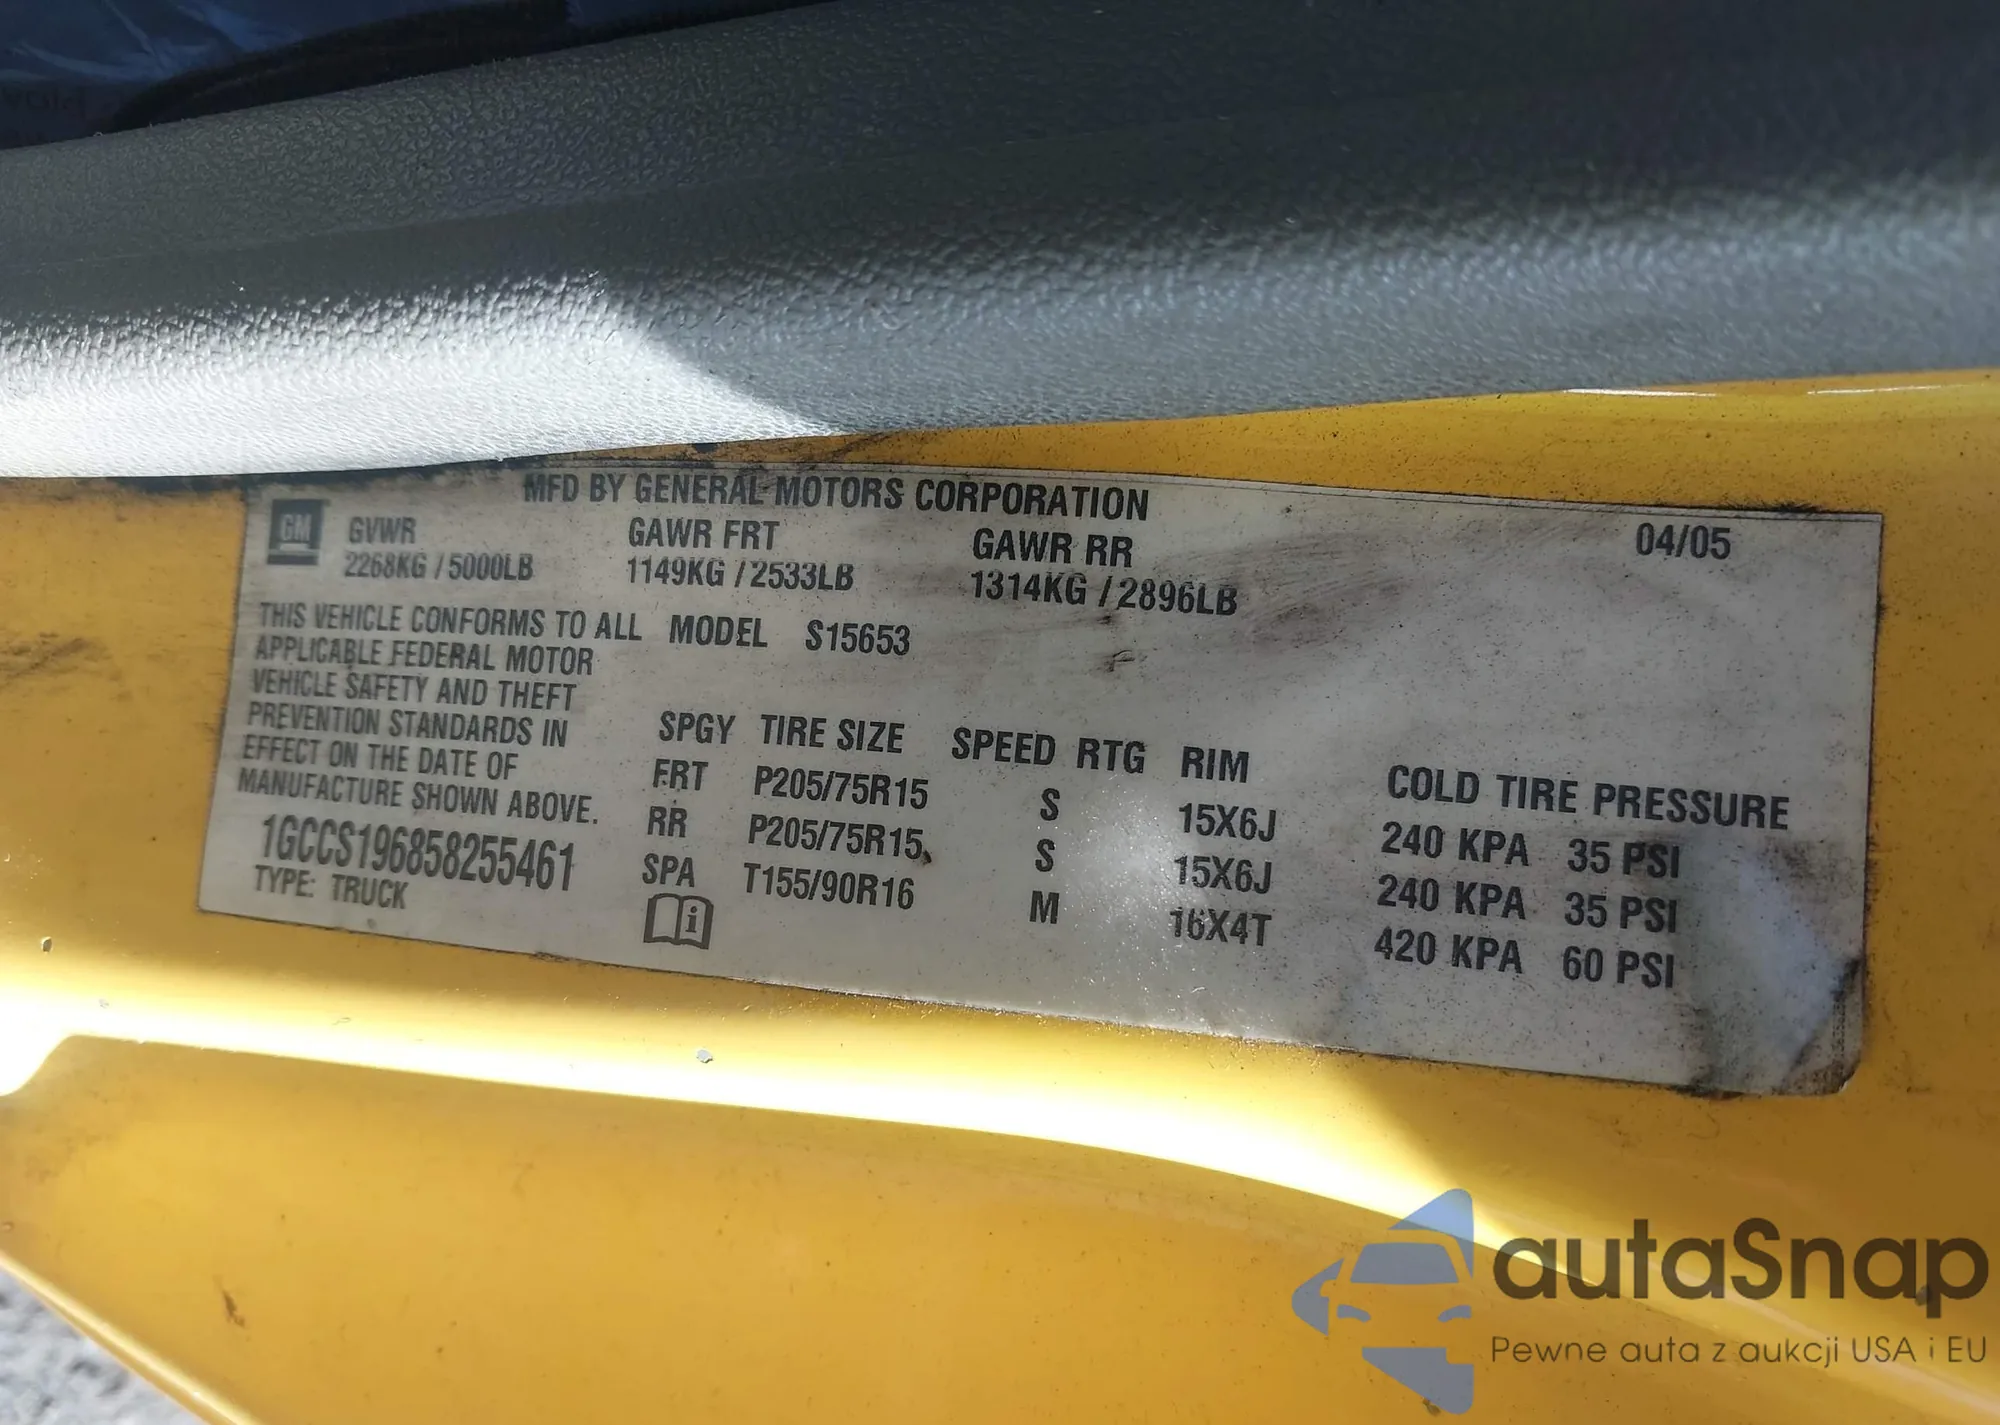 MFD BY GENERAL MOTORS CORPORATION
04/05
GM
GVWR GAWR FRT GAWR RR
2268KG / 5000LB 1149KG / 2533LB 1314KG / 2896LB
THIS VEHICLE CONFORMS TO ALL
APPLICABLE FEDERAL MOTOR
VEHICLE SAFETY AND THEFT
PREVENTION STANDARDS IN
EFFECT ON THE DATE OF
MANUFACTURE SHOWN ABOVE.
1GCCS196858255461
TYPE: TRUCK
MODEL S15653
SPGY TIRE SIZE SPEED RTG RIM COLD TIRE PRESSURE
FRT P205/75R15 S 15X6J 240 KPA 35 PSI
RR P205/75R15 S 15X6J 240 KPA 35 PSI
SPA T155/90R16 M 16X4T 420 KPA 60 PSI
i
autaSnap
Pewne auta z aukcji USA i EU